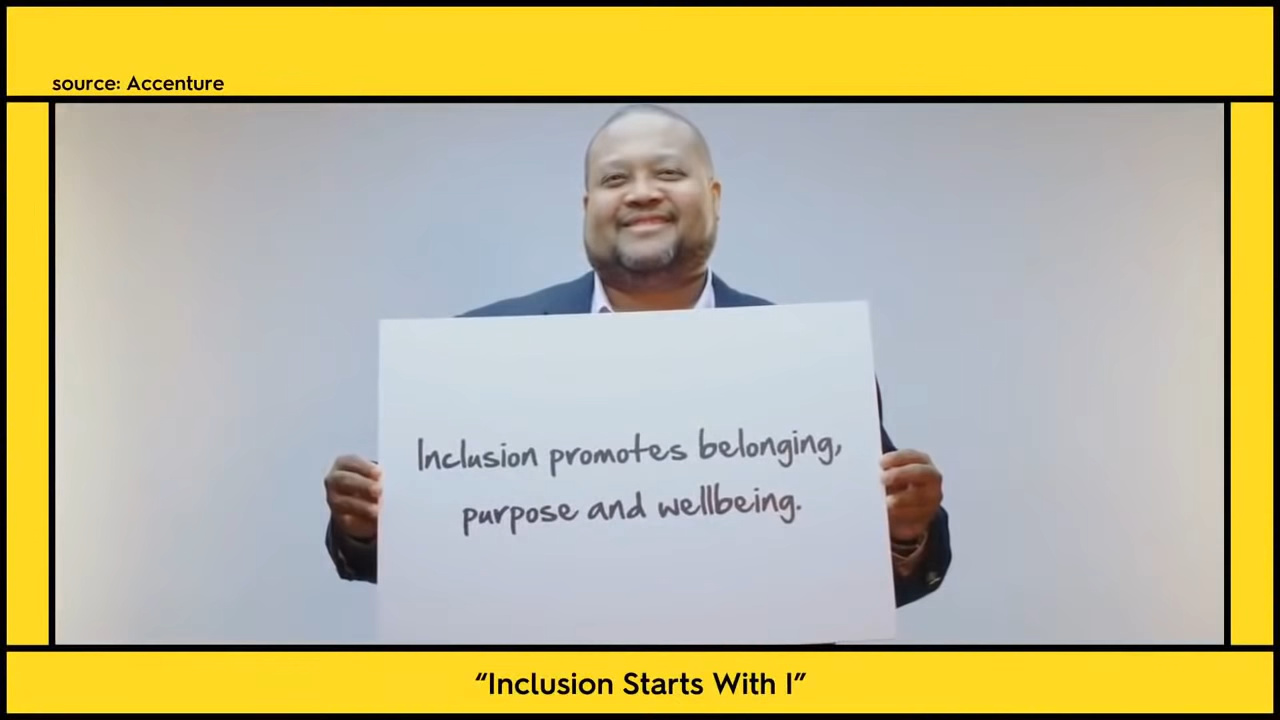 source: Accenture
Inclusion promotes belonging,
purpose and wellbeing.
“Inclusion Starts With I”